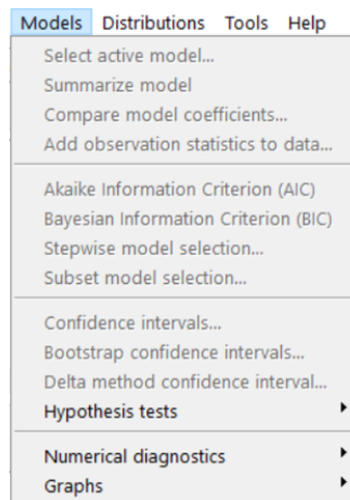 Models Distributions Tools Help
Select active model...
Summarize model
Compare model coefficients...
Add observation statistics to data...
Akaike Information Criterion (AIC)
Bayesian Information Criterion (BIC)
Stepwise model selection...
Subset model selection...
Confidence intervals...
Bootstrap confidence intervals...
Delta method confidence interval...
Hypothesis tests
Numerical diagnostics
Graphs